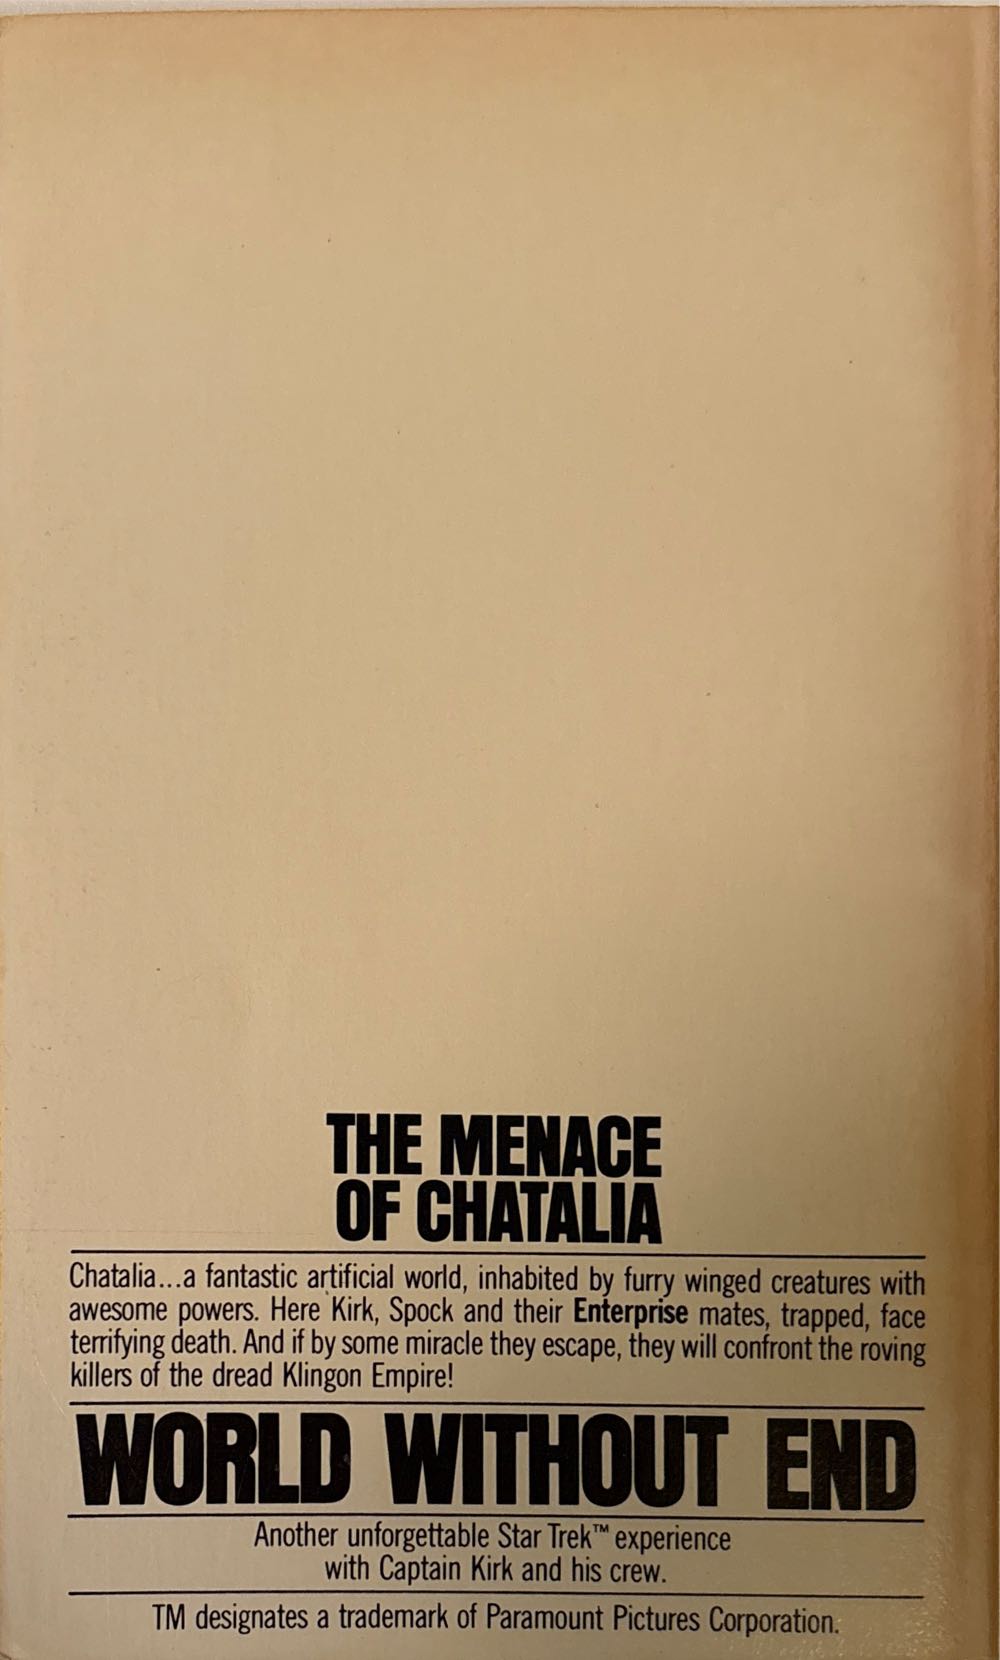 THE MENACE
OF CHATALIA
Chatalia...a fantastic artificial world, inhabited by furry winged creatures with
awesome powers. Here Kirk, Spock and their Enterprise mates, trapped, face
terrifying death. And if by some miracle they escape, they will confront the roving
killers of the dread Klingon Empire!
WORLD WITHOUT END
Another unforgettable Star Trek™ experience
with Captain Kirk and his crew.
TM designates a trademark of Paramount Pictures Corporation.